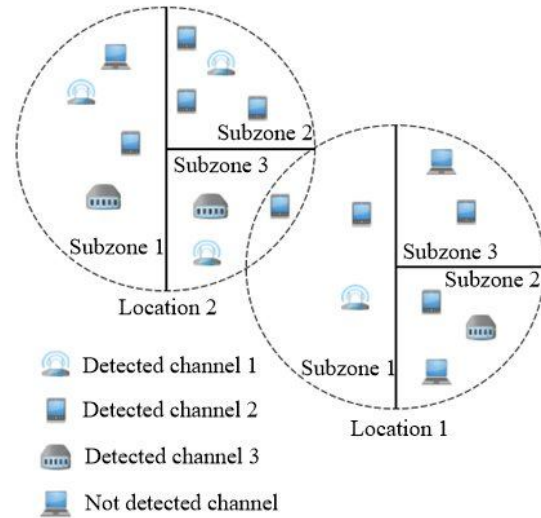 Subzone 2
Subzone 3
Subzone 1
Location 2
Subzone 3
Subzone 2
Subzone 1
Location 1
Detected channel 1
Detected channel 2
Detected channel 3
Not detected channel